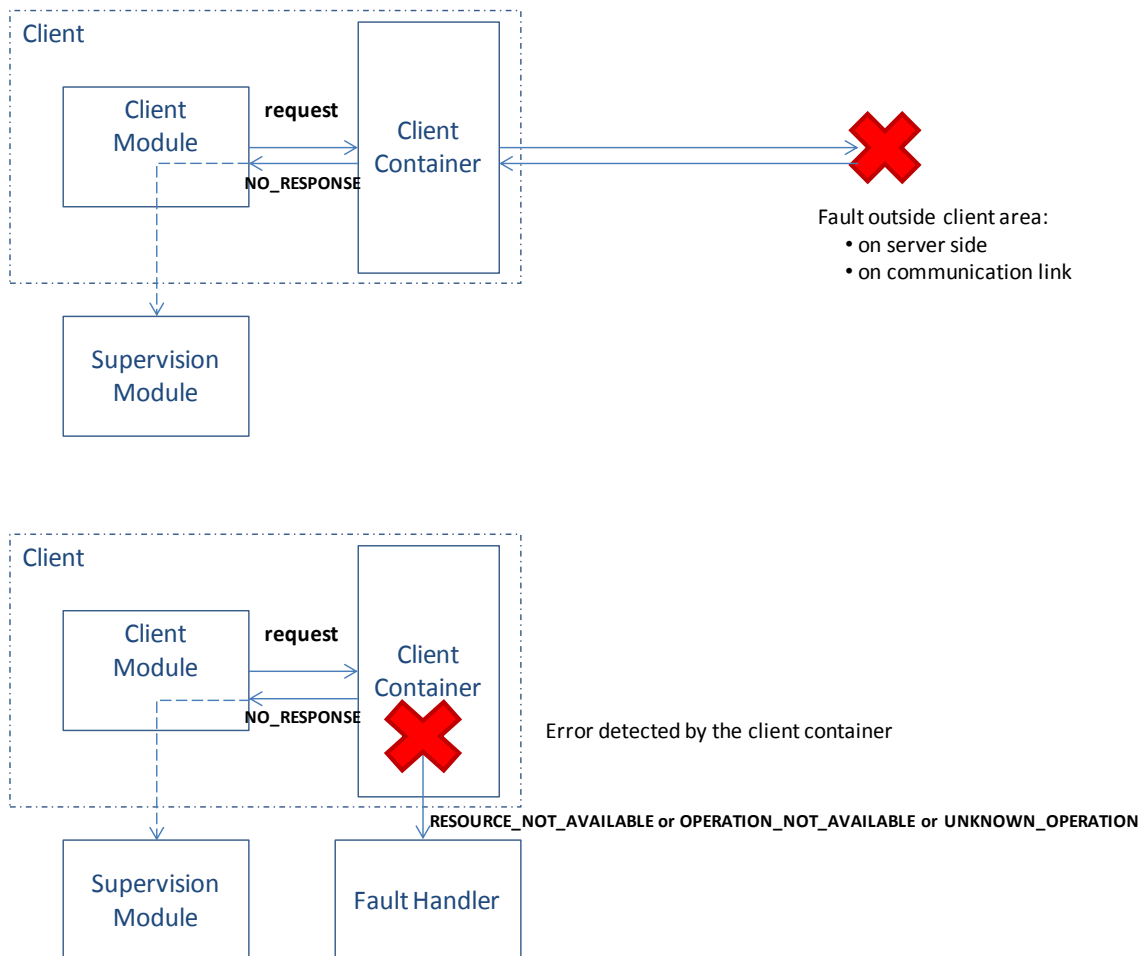 Client
Client
Module
request
NO_RESPONSE
Client
Container
Fault outside client area:
• on server side
• on communication link
Supervision
Module
Client
Client
Module
request
NO_RESPONSE
Client
Container
Error detected by the client container
RESOURCE_NOT_AVAILABLE or OPERATION_NOT_AVAILABLE or UNKNOWN_OPERATION
Supervision
Module
Fault Handler